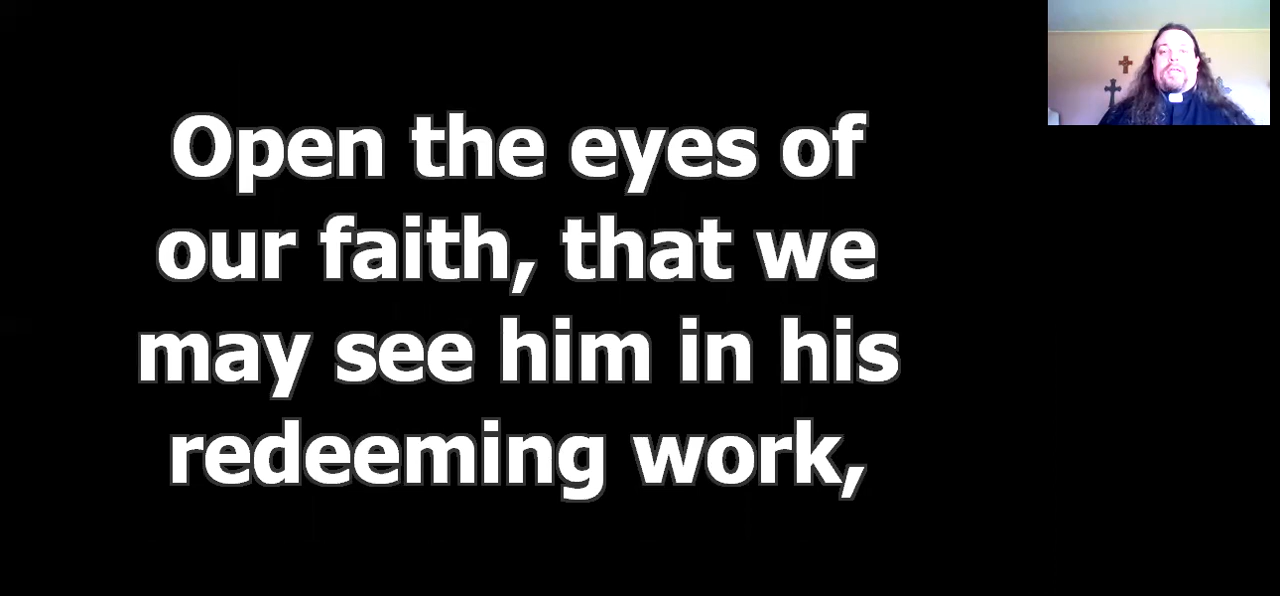 Open the eyes of
our faith, that we
may see him in his
redeeming work,